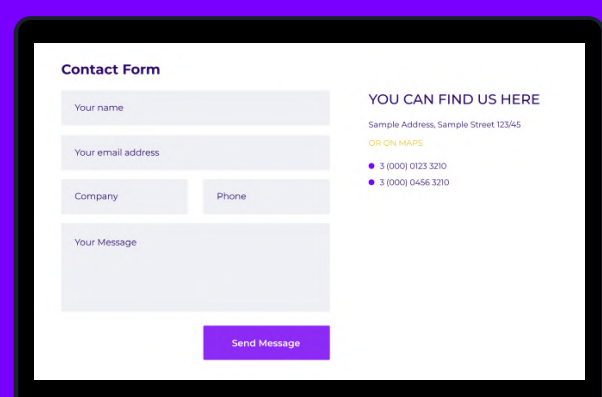 Contact Form
Your name
Your email address
Company
Phone
Your Message
Send Message
YOU CAN FIND US HERE
Sample Address, Sample Street 123/45
OR ON MAPS
3 (000) 0123 3210
3 (000) 0456 3210